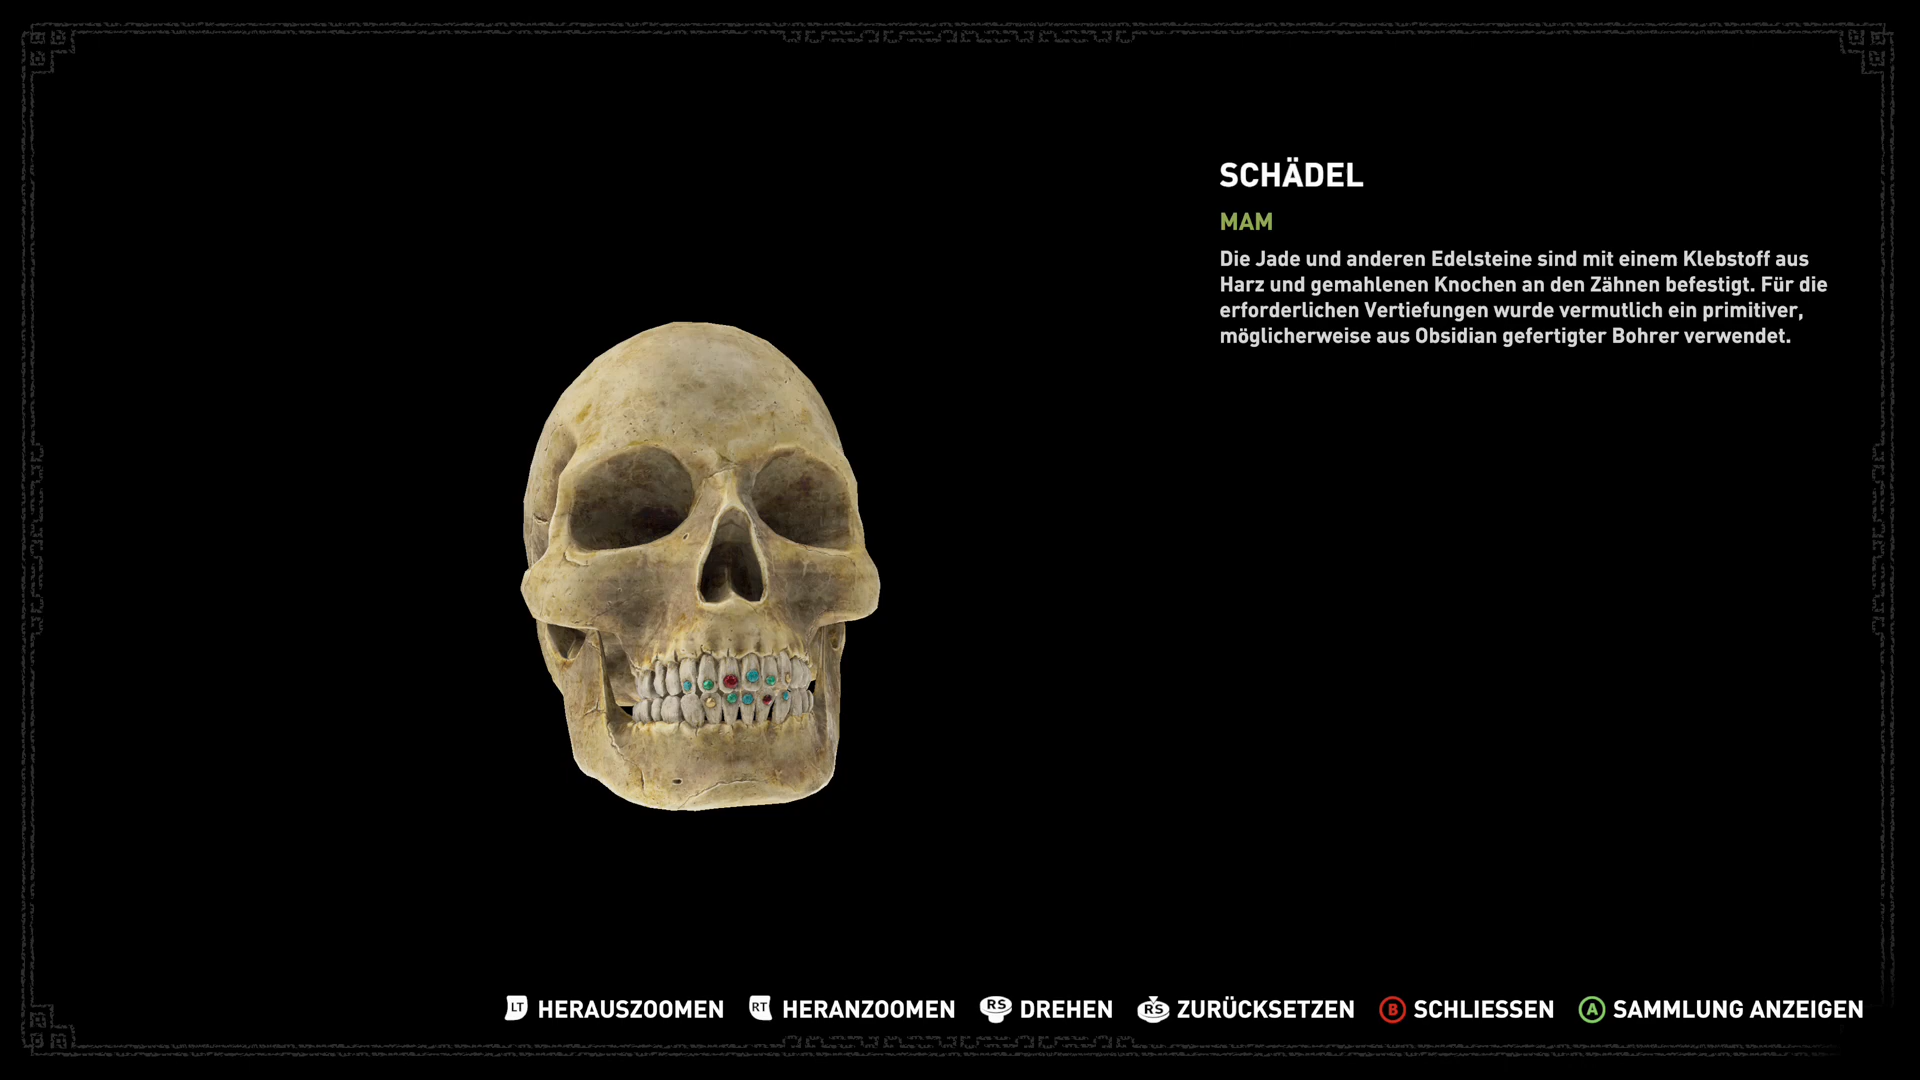 SCHÄDEL
MAM
Die Jade und anderen Edelsteine sind mit einem Klebstoff aus
Harz und gemahlenen Knochen an den Zähnen befestigt. Für die
erforderlichen Vertiefungen wurde vermutlich ein primitiver,
möglicherweise aus Obsidian gefertigter Bohrer verwendet.
LT HERAUSZOOMEN RT HERANZOOMEN RS DREHEN RS ZURÜCKSETZEN B SCHLIESSEN A SAMMLUNG ANZEIGEN